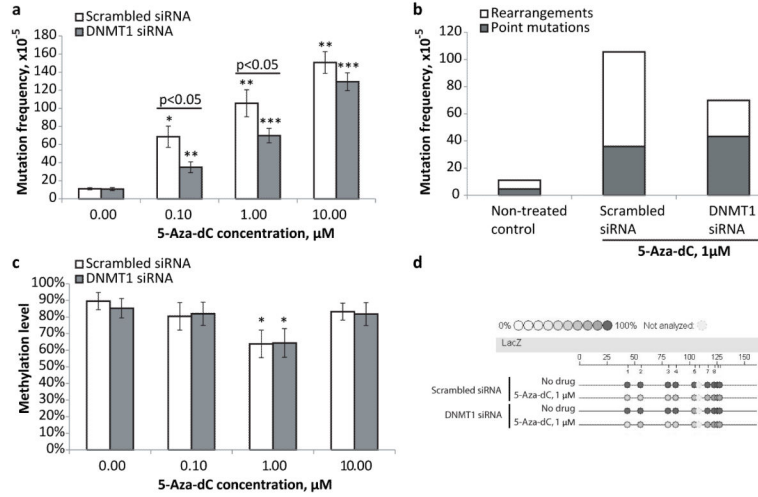 a
Scrambled siRNA
DNMT1 siRNA
Mutation frequency, x10⁻⁵
180
160
140
120
100
80
60
40
20
0
p<0.05
p<0.05
*
**
**
***
**
***
0.00 0.10 1.00 10.00
5-Aza-dC concentration, µM
b
Rearrangements
Point mutations
Mutation frequency, x10⁻⁵
120
100
80
60
40
20
0
Non-treated control
Scrambled siRNA
DNMT1 siRNA
5-Aza-dC, 1µM
c
Scrambled siRNA
DNMT1 siRNA
Methylation level
100%
90%
80%
70%
60%
50%
40%
30%
20%
10%
0%
* *
0.00 0.10 1.00 10.00
5-Aza-dC concentration, µM
d
0% 100% Not analyzed:
LacZ
0 25 50 75 100 125 150
1 2 3 4 5 7 8
Scrambled siRNA
No drug
5-Aza-dC, 1 µM
DNMT1 siRNA
No drug
5-Aza-dC, 1 µM